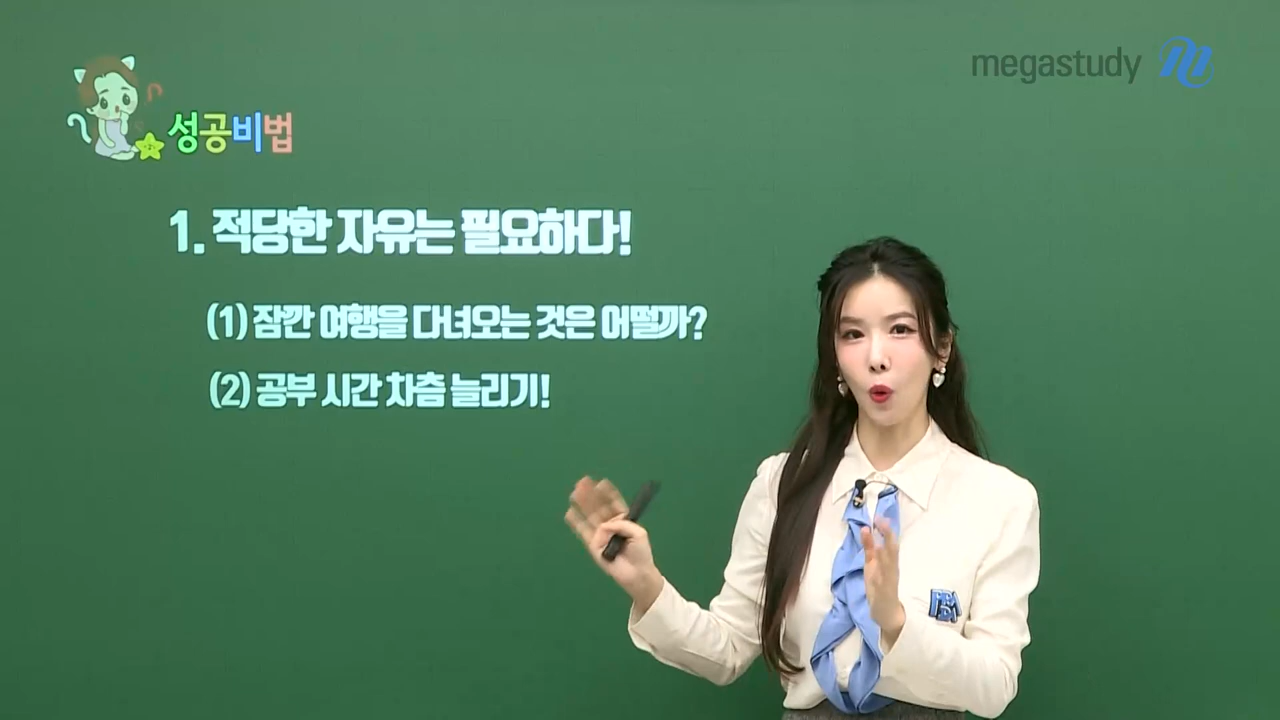 megastudy
성공비법
1. 적당한 자유는 필요하다!
(1) 잠깐 여행을 다녀오는 것은 어떨까?
(2) 공부 시간 차츰 늘리기!